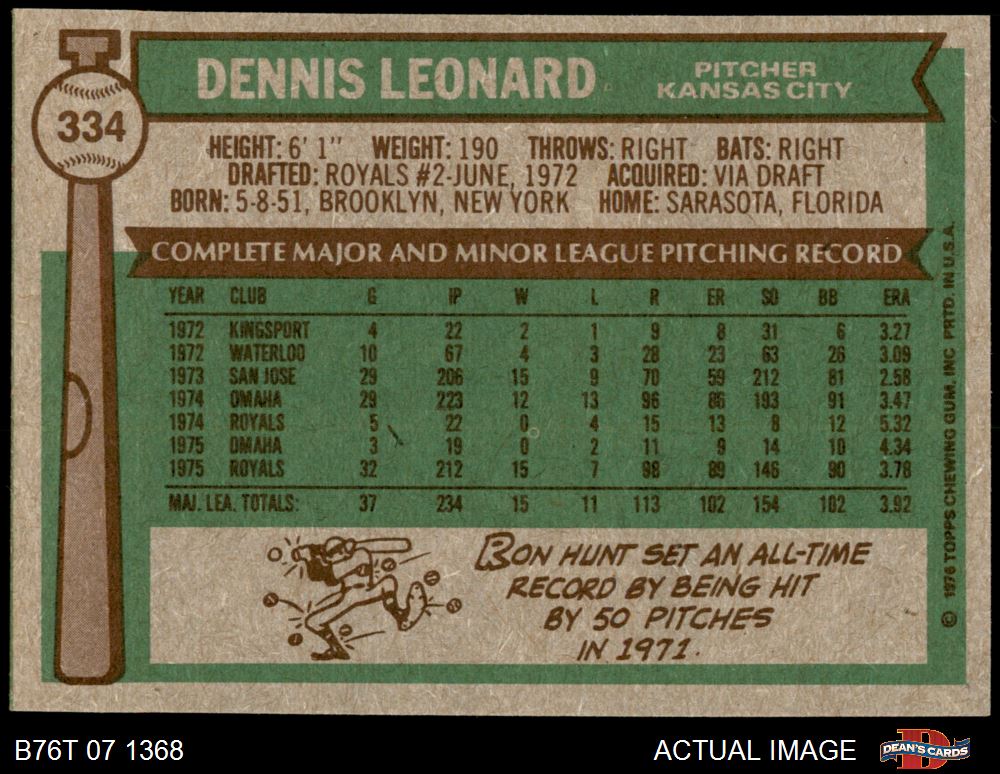 334
DENNIS LEONARD
PITCHER
KANSAS CITY
HEIGHT: 6' 1" WEIGHT: 190 THROWS: RIGHT BATS: RIGHT
DRAFTED: ROYALS #2-JUNE, 1972 ACQUIRED: VIA DRAFT
BORN: 5-8-51, BROOKLYN, NEW YORK HOME: SARASOTA, FLORIDA
COMPLETE MAJOR AND MINOR LEAGUE PITCHING RECORD
YEAR CLUB G IP W L R ER SO BB ERA
1972 KINGSPORT 4 22 2 1 9 8 31 6 3.27
1972 WATERLOO 10 67 4 3 28 23 63 26 3.09
1973 SAN JOSE 29 206 15 9 70 59 212 81 2.58
1974 OMAHA 29 223 12 13 96 86 193 91 3.47
1974 ROYALS 5 22 0 4 15 13 8 12 5.32
1975 OMAHA 3 19 0 2 11 9 14 10 4.34
1975 ROYALS 32 212 15 7 98 89 146 90 3.78
MAJ. LEA. TOTALS: 37 234 15 11 113 102 154 102 3.92
RON HUNT SET AN ALL-TIME
RECORD BY BEING HIT
BY 50 PITCHES
IN 1971.
© 1976 TOPPS CHEWING GUM, INC PRTD. IN U.S.A.
B76T 07 1368
ACTUAL IMAGE
DEAN'S CARDS